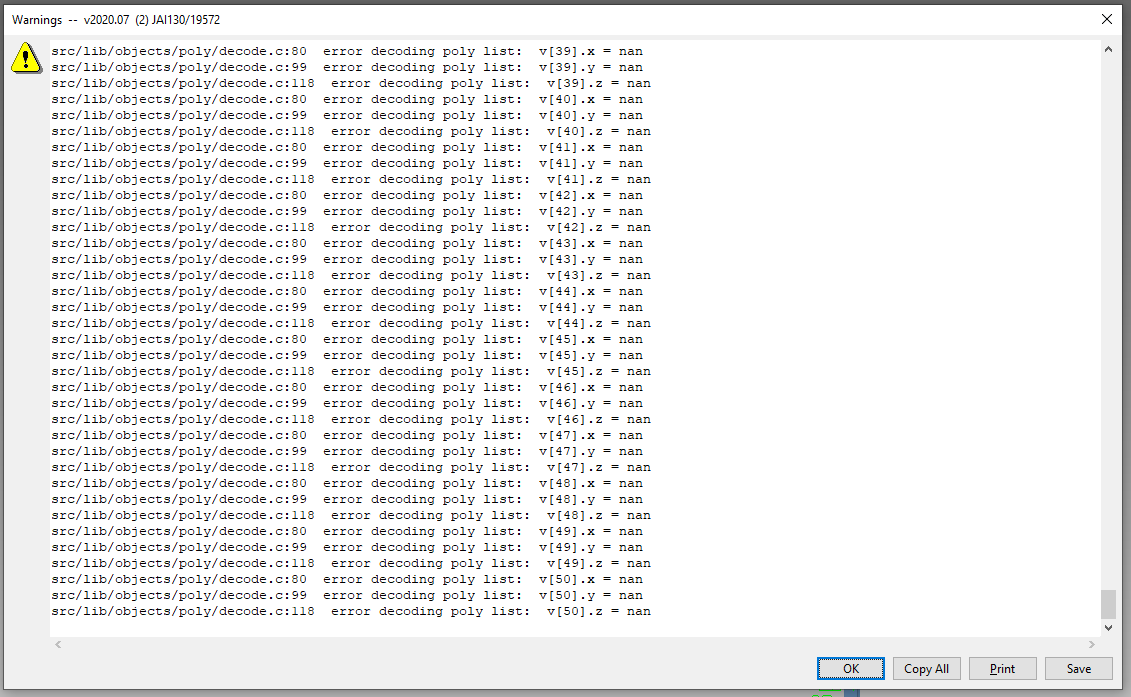 Warnings -- v2020.07 (2) JAI130/19572
src/lib/objects/poly/decode.c:80 error decoding poly list: v[39].x = nan
src/lib/objects/poly/decode.c:99 error decoding poly list: v[39].y = nan
src/lib/objects/poly/decode.c:118 error decoding poly list: v[39].z = nan
src/lib/objects/poly/decode.c:80 error decoding poly list: v[40].x = nan
src/lib/objects/poly/decode.c:99 error decoding poly list: v[40].y = nan
src/lib/objects/poly/decode.c:118 error decoding poly list: v[40].z = nan
src/lib/objects/poly/decode.c:80 error decoding poly list: v[41].x = nan
src/lib/objects/poly/decode.c:99 error decoding poly list: v[41].y = nan
src/lib/objects/poly/decode.c:118 error decoding poly list: v[41].z = nan
src/lib/objects/poly/decode.c:80 error decoding poly list: v[42].x = nan
src/lib/objects/poly/decode.c:99 error decoding poly list: v[42].y = nan
src/lib/objects/poly/decode.c:118 error decoding poly list: v[42].z = nan
src/lib/objects/poly/decode.c:80 error decoding poly list: v[43].x = nan
src/lib/objects/poly/decode.c:99 error decoding poly list: v[43].y = nan
src/lib/objects/poly/decode.c:118 error decoding poly list: v[43].z = nan
src/lib/objects/poly/decode.c:80 error decoding poly list: v[44].x = nan
src/lib/objects/poly/decode.c:99 error decoding poly list: v[44].y = nan
src/lib/objects/poly/decode.c:118 error decoding poly list: v[44].z = nan
src/lib/objects/poly/decode.c:80 error decoding poly list: v[45].x = nan
src/lib/objects/poly/decode.c:99 error decoding poly list: v[45].y = nan
src/lib/objects/poly/decode.c:118 error decoding poly list: v[45].z = nan
src/lib/objects/poly/decode.c:80 error decoding poly list: v[46].x = nan
src/lib/objects/poly/decode.c:99 error decoding poly list: v[46].y = nan
src/lib/objects/poly/decode.c:118 error decoding poly list: v[46].z = nan
src/lib/objects/poly/decode.c:80 error decoding poly list: v[47].x = nan
src/lib/objects/poly/decode.c:99 error decoding poly list: v[47].y = nan
src/lib/objects/poly/decode.c:118 error decoding poly list: v[47].z = nan
src/lib/objects/poly/decode.c:80 error decoding poly list: v[48].x = nan
src/lib/objects/poly/decode.c:99 error decoding poly list: v[48].y = nan
src/lib/objects/poly/decode.c:118 error decoding poly list: v[48].z = nan
src/lib/objects/poly/decode.c:80 error decoding poly list: v[49].x = nan
src/lib/objects/poly/decode.c:99 error decoding poly list: v[49].y = nan
src/lib/objects/poly/decode.c:118 error decoding poly list: v[49].z = nan
src/lib/objects/poly/decode.c:80 error decoding poly list: v[50].x = nan
src/lib/objects/poly/decode.c:99 error decoding poly list: v[50].y = nan
src/lib/objects/poly/decode.c:118 error decoding poly list: v[50].z = nan
OK Copy All Print Save